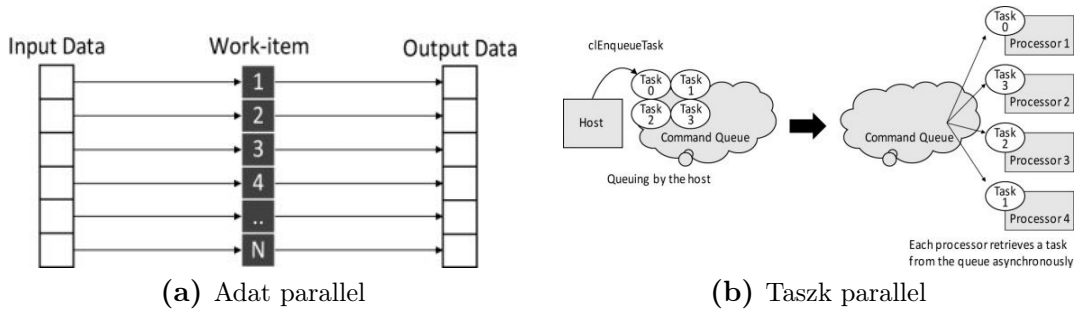 Input Data
Work-item
Output Data
1
2
3
4
..
N
(a) Adat parallel
clEnqueueTask
Host
Task
0
Task
1
Task
2
Task
3
Command Queue
Queuing by the host
Command Queue
Task
0
Processor 1
Task
3
Processor 2
Task
2
Processor 3
Task
1
Processor 4
Each processor retrieves a task
from the queue asynchronously
(b) Taszk parallel